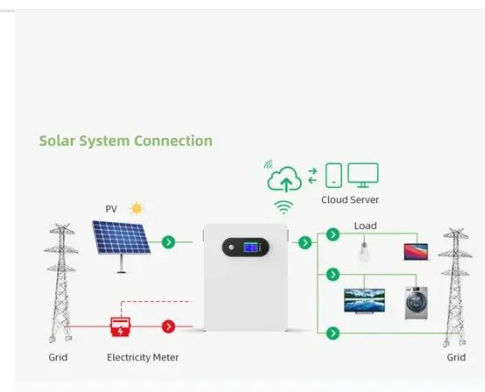 Solar System Connection
Cloud Server
PV
Load
Grid
Electricity Meter
Grid